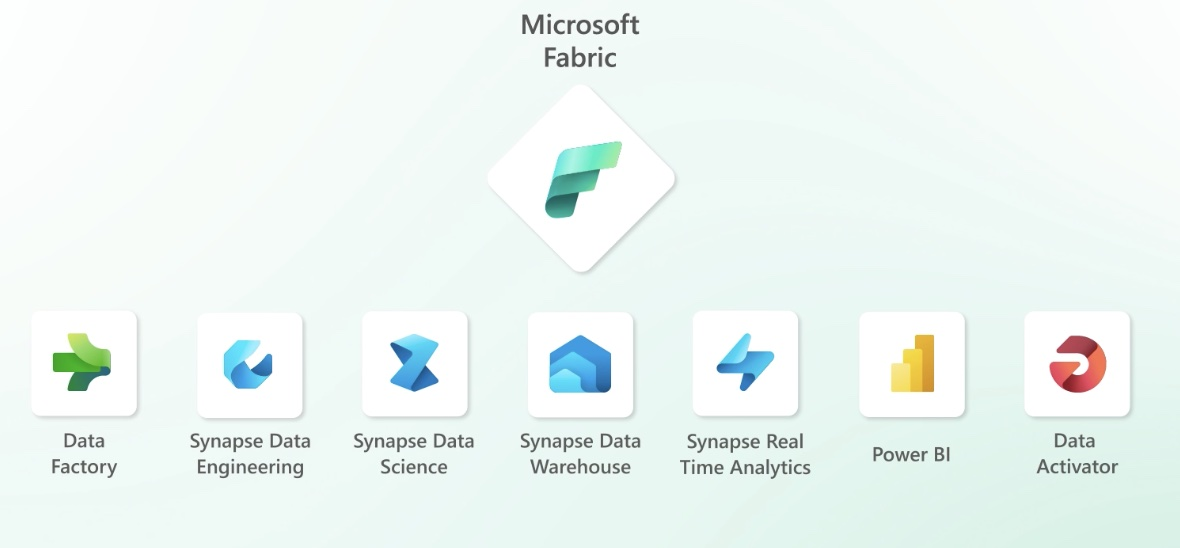 Microsoft
Fabric
Data
Factory
Synapse Data
Engineering
Synapse Data
Science
Synapse Data
Warehouse
Synapse Real
Time Analytics
Power BI
Data
Activator